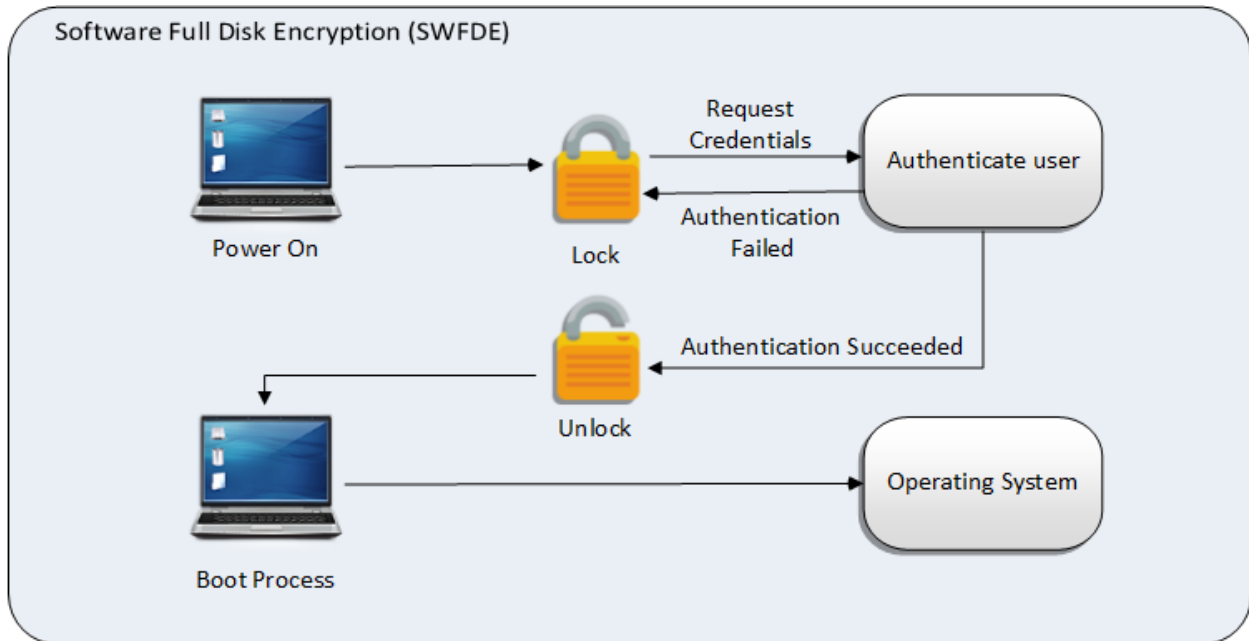 Software Full Disk Encryption (SWFDE)
Request
Credentials
Authenticate user
Authentication
Failed
Power On
Lock
Authentication Succeeded
Unlock
Operating System
Boot Process